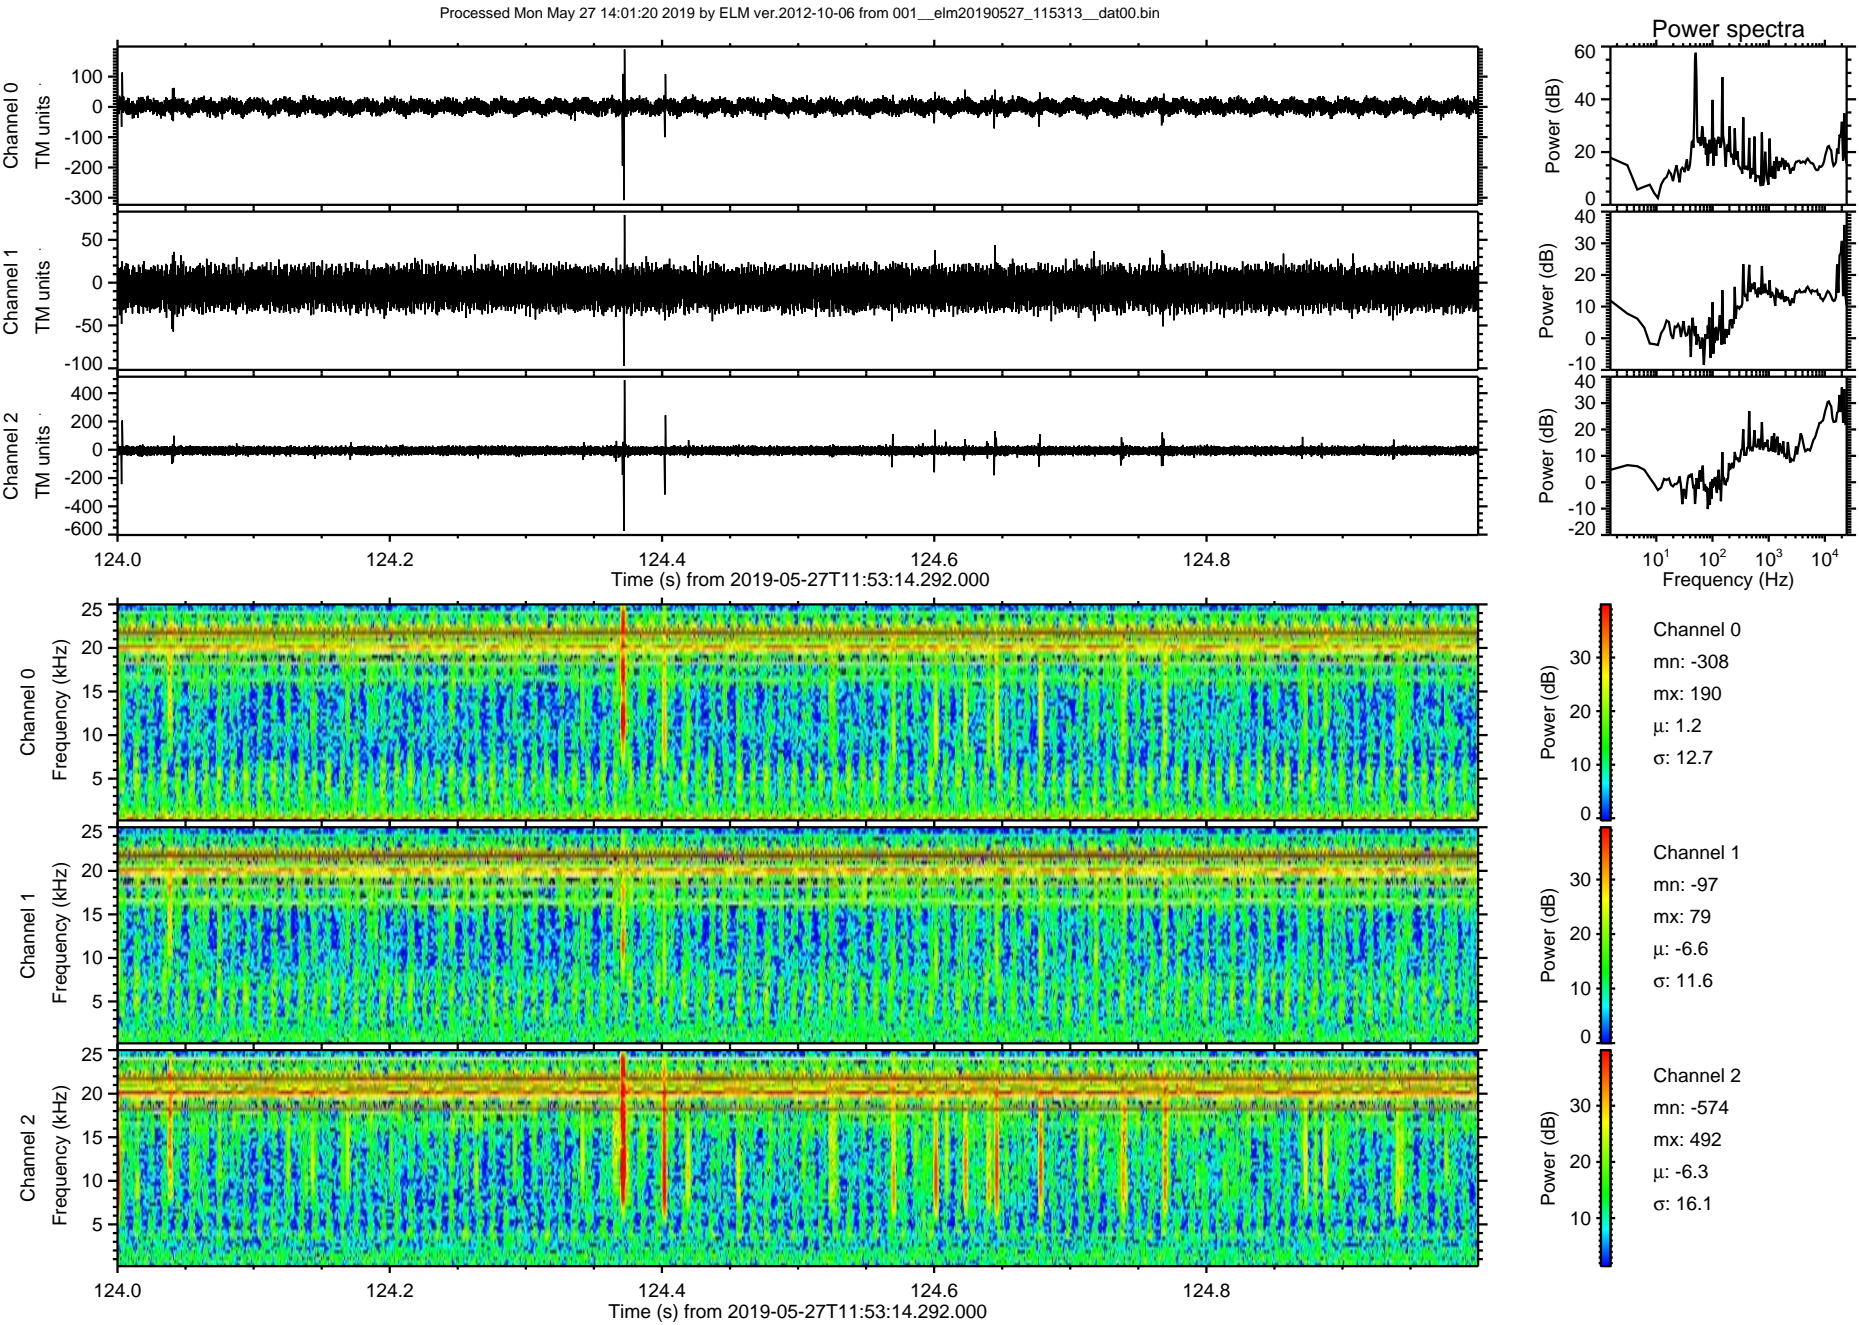 Processed Mon May 27 14:01:20 2019 by ELM ver.2012-10-06 from 001__elm20190527_115313__dat00.bin
Power spectra
Channel 0
TM units
100
0
-100
-200
-300
Power (dB)
60
40
20
0
Channel 1
TM units
50
0
-50
-100
Power (dB)
40
30
20
10
0
-10
Channel 2
TM units
400
200
0
-200
-400
-600
Power (dB)
40
30
20
10
0
-10
-20
124.0 124.2 124.4 124.6 124.8
Time (s) from 2019-05-27T11:53:14.292.000
10^1 10^2 10^3 10^4
Frequency (Hz)
Channel 0
Frequency (kHz)
25
20
15
10
5
Power (dB)
30
20
10
0
Channel 0
mn: -308
mx: 190
μ: 1.2
σ: 12.7
Channel 1
Frequency (kHz)
25
20
15
10
5
Power (dB)
30
20
10
0
Channel 1
mn: -97
mx: 79
μ: -6.6
σ: 11.6
Channel 2
Frequency (kHz)
25
20
15
10
5
Power (dB)
30
20
10
Channel 2
mn: -574
mx: 492
μ: -6.3
σ: 16.1
124.0 124.2 124.4 124.6 124.8
Time (s) from 2019-05-27T11:53:14.292.000